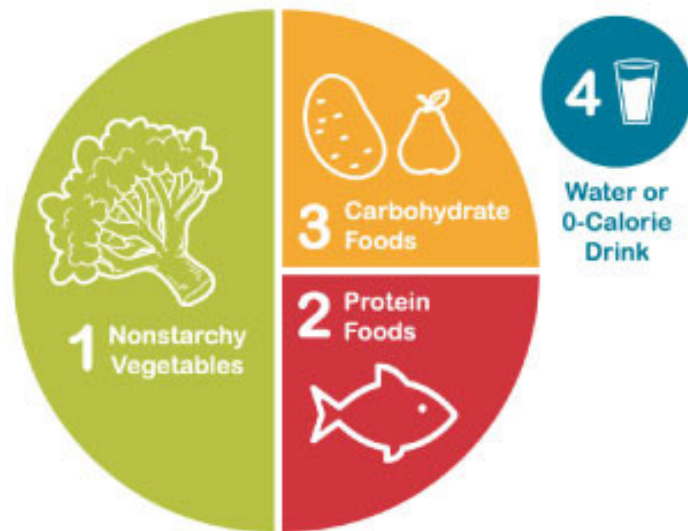 1 Nonstarchy
Vegetables
2 Protein
Foods
3 Carbohydrate
Foods
4
Water or
0-Calorie
Drink